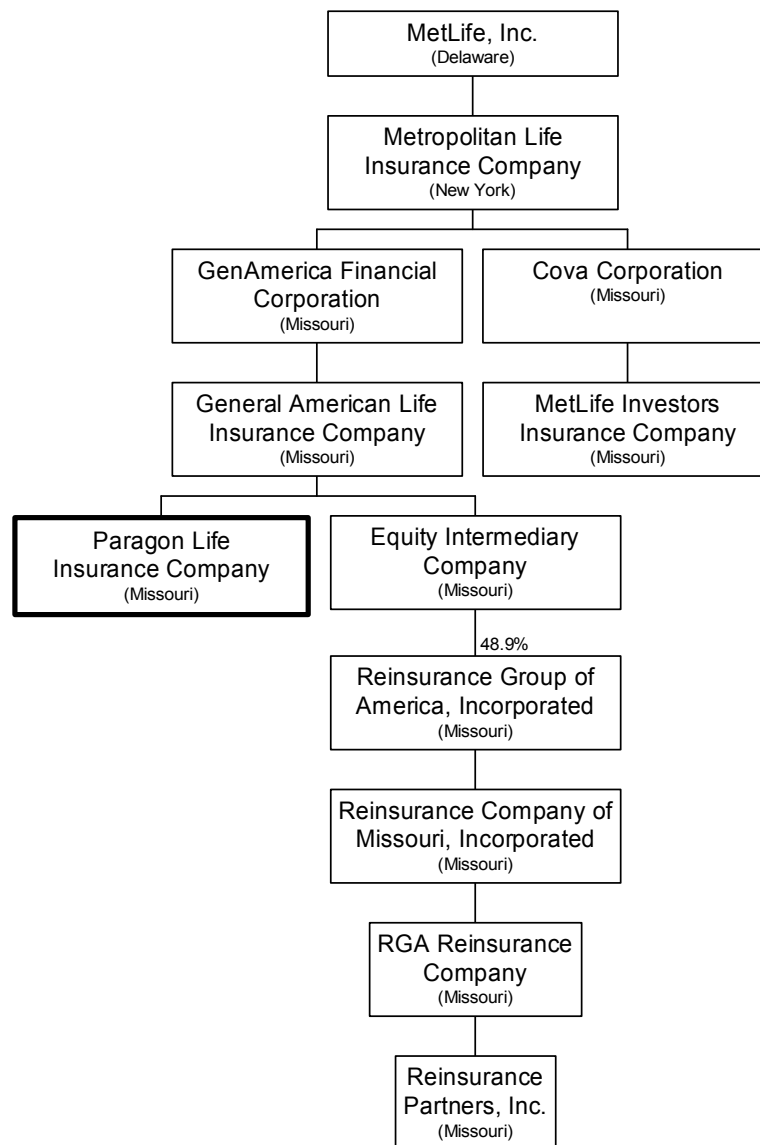 MetLife, Inc.
(Delaware)
Metropolitan Life
Insurance Company
(New York)
GenAmerica Financial
Corporation
(Missouri)
Cova Corporation
(Missouri)
General American Life
Insurance Company
(Missouri)
MetLife Investors
Insurance Company
(Missouri)
Paragon Life
Insurance Company
(Missouri)
Equity Intermediary
Company
(Missouri)
48.9%
Reinsurance Group of
America, Incorporated
(Missouri)
Reinsurance Company of
Missouri, Incorporated
(Missouri)
RGA Reinsurance
Company
(Missouri)
Reinsurance
Partners, Inc.
(Missouri)